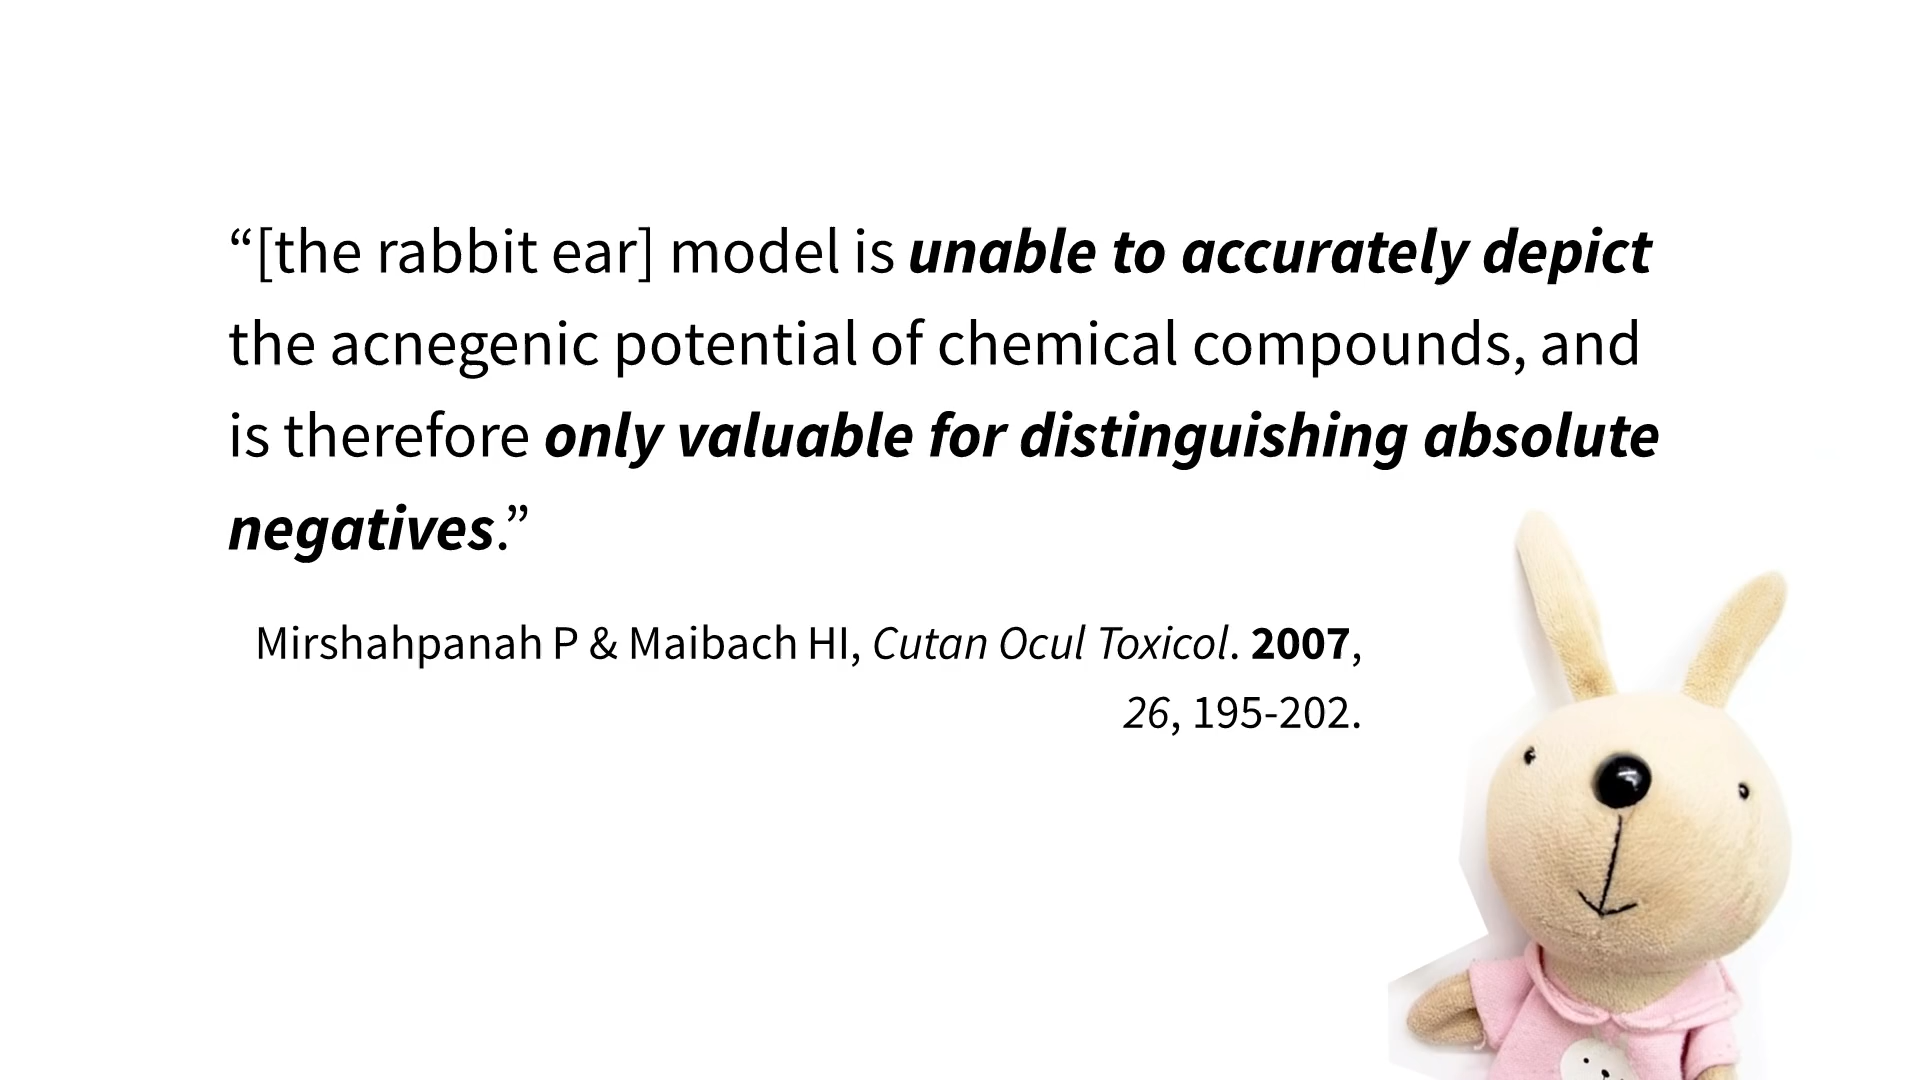 “[the rabbit ear] model is unable to accurately depict
the acnegenic potential of chemical compounds, and
is therefore only valuable for distinguishing absolute
negatives.”
Mirshahpanah P & Maibach HI, Cutan Ocul Toxicol. 2007,
26, 195-202.